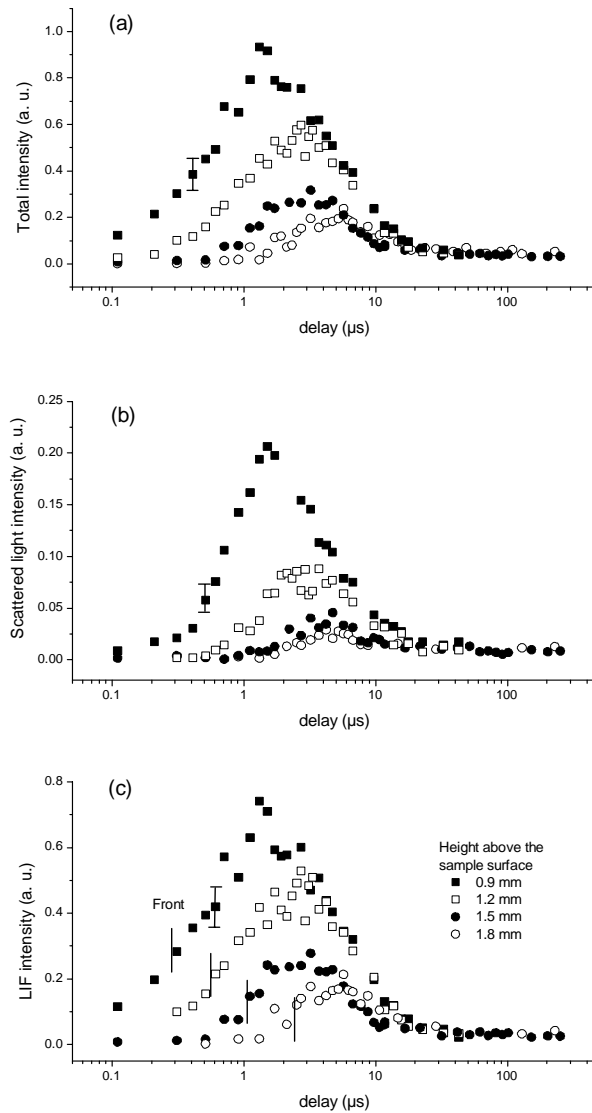 (a)
Total intensity (a. u.)
1.0
0.8
0.6
0.4
0.2
0.0
0.1 1 10 100
delay (µs)
(b)
Scattered light intensity (a. u.)
0.25
0.20
0.15
0.10
0.05
0.00
0.1 1 10 100
delay (µs)
(c)
LIF intensity (a. u.)
0.8
0.6
0.4
0.2
0.0
Front
Height above the
sample surface
0.9 mm
1.2 mm
1.5 mm
1.8 mm
0.1 1 10 100
delay (µs)